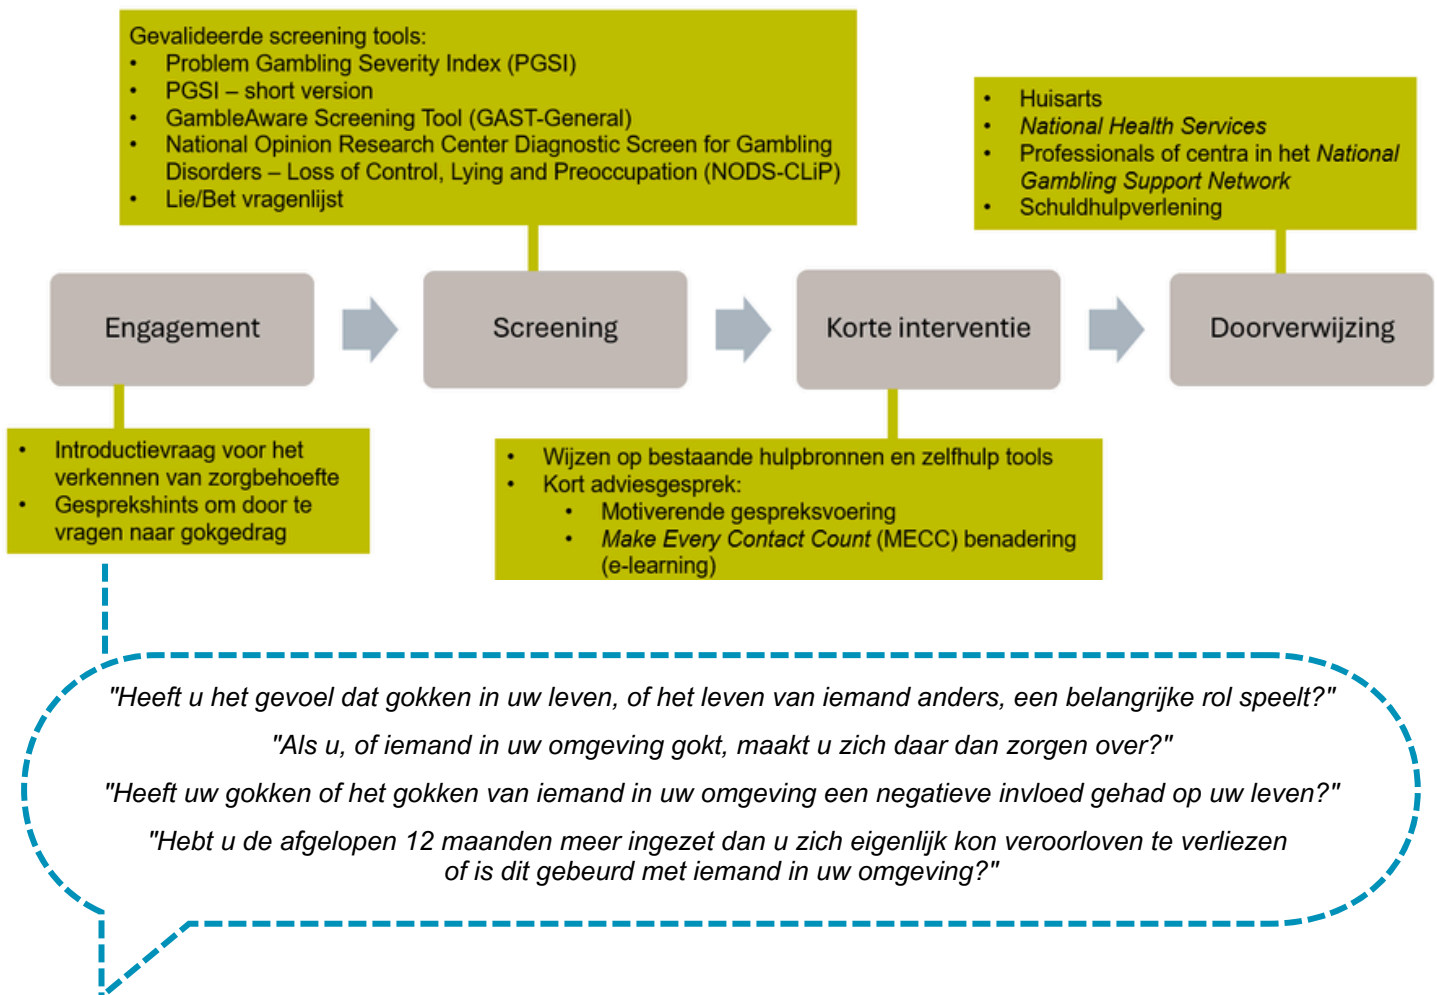 Gevalideerde screening tools:
• Problem Gambling Severity Index (PGSI)
• PGSI – short version
• GambleAware Screening Tool (GAST-General)
• National Opinion Research Center Diagnostic Screen for Gambling
Disorders – Loss of Control, Lying and Preoccupation (NODS-CLiP)
• Lie/Bet vragenlijst
• Huisarts
• National Health Services
• Professionals of centra in het National
Gambling Support Network
• Schuldhulpverlening
Engagement
Screening
Korte interventie
Doorverwijzing
• Introductievraag voor het
verkennen van zorgbehoefte
• Gesprekshints om door te
vragen naar gokgedrag
• Wijzen op bestaande hulpbronnen en zelfhulp tools
• Kort adviesgesprek:
• Motiverende gespreksvoering
• Make Every Contact Count (MECC) benadering
(e-learning)
"Heeft u het gevoel dat gokken in uw leven, of het leven van iemand anders, een belangrijke rol speelt?"
"Als u, of iemand in uw omgeving gokt, maakt u zich daar dan zorgen over?"
"Heeft uw gokken of het gokken van iemand in uw omgeving een negatieve invloed gehad op uw leven?"
"Hebt u de afgelopen 12 maanden meer ingezet dan u zich eigenlijk kon veroorloven te verliezen
of is dit gebeurd met iemand in uw omgeving?"